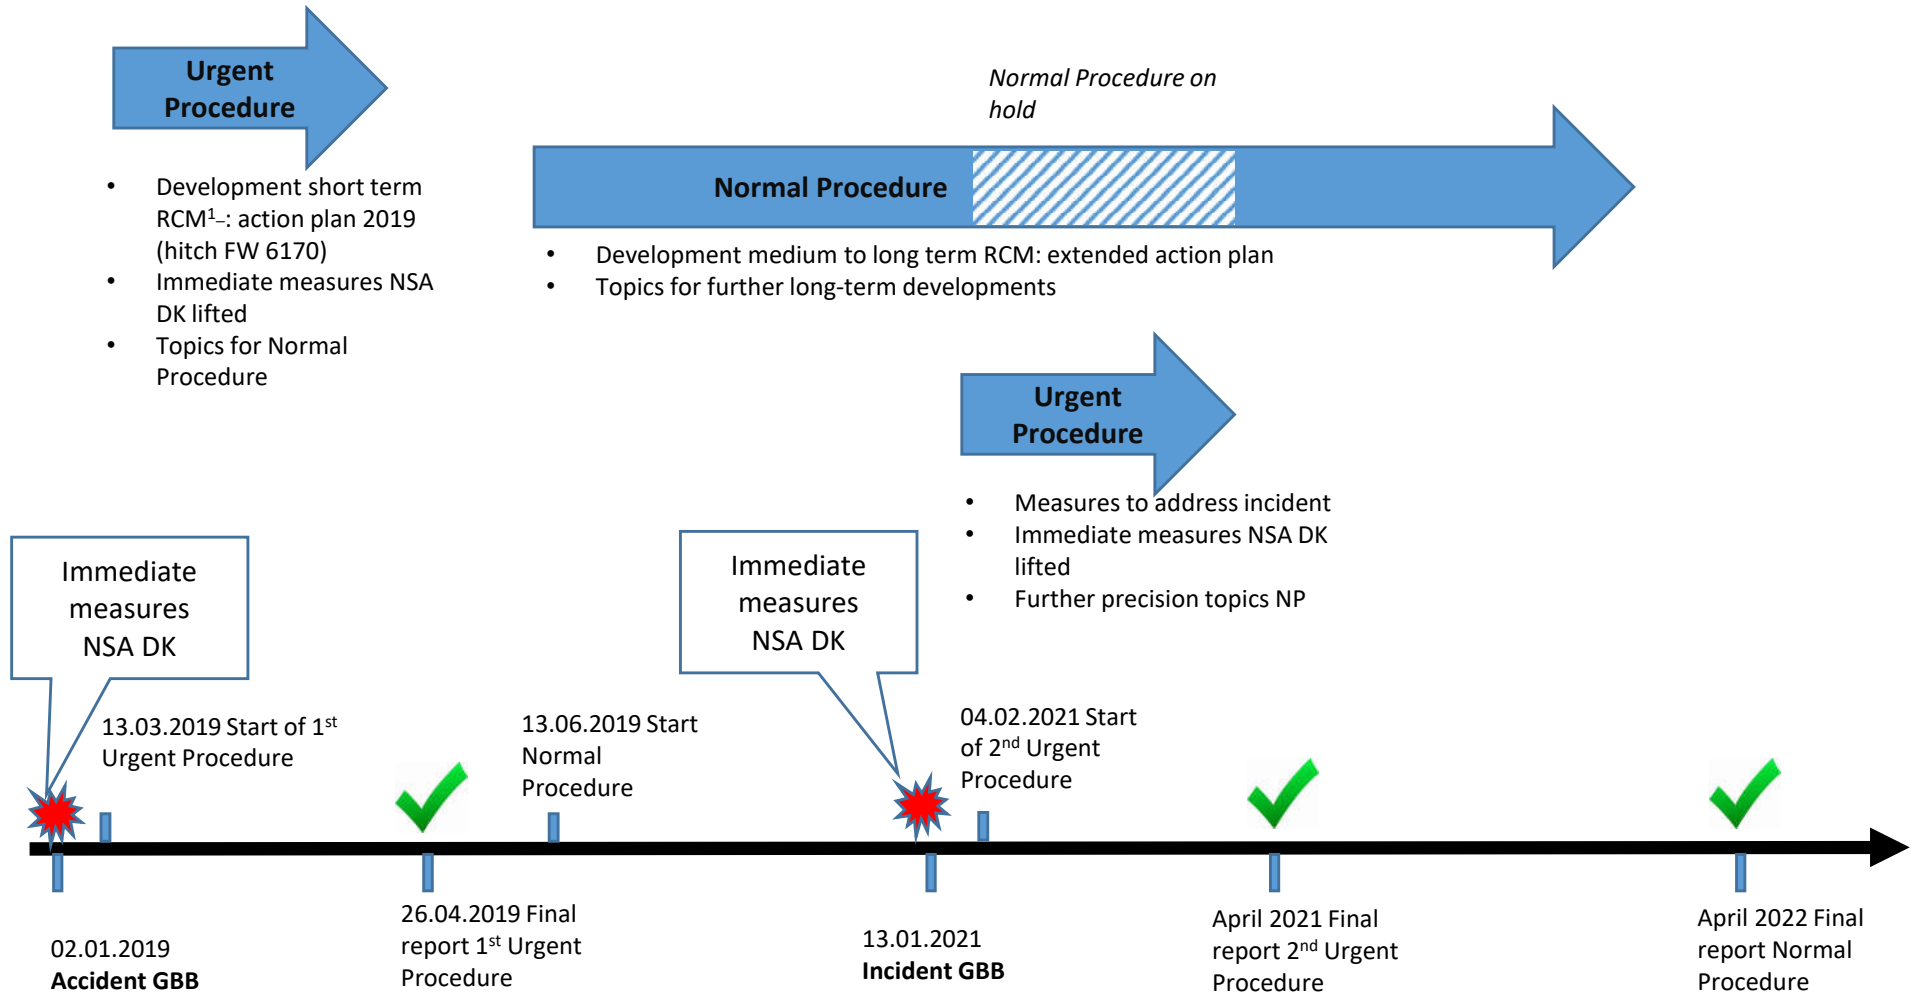 Urgent
Procedure
• Development short term
RCM¹–: action plan 2019
(hitch FW 6170)
• Immediate measures NSA
DK lifted
• Topics for Normal
Procedure
Normal Procedure on
hold
Normal Procedure
• Development medium to long term RCM: extended action plan
• Topics for further long-term developments
Urgent
Procedure
• Measures to address incident
• Immediate measures NSA DK
lifted
• Further precision topics NP
Immediate
measures
NSA DK
Immediate
measures
NSA DK
13.03.2019 Start of 1st
Urgent Procedure
13.06.2019 Start
Normal
Procedure
04.02.2021 Start
of 2nd Urgent
Procedure
02.01.2019
Accident GBB
26.04.2019 Final
report 1st Urgent
Procedure
13.01.2021
Incident GBB
April 2021 Final
report 2nd Urgent
Procedure
April 2022 Final
report Normal
Procedure